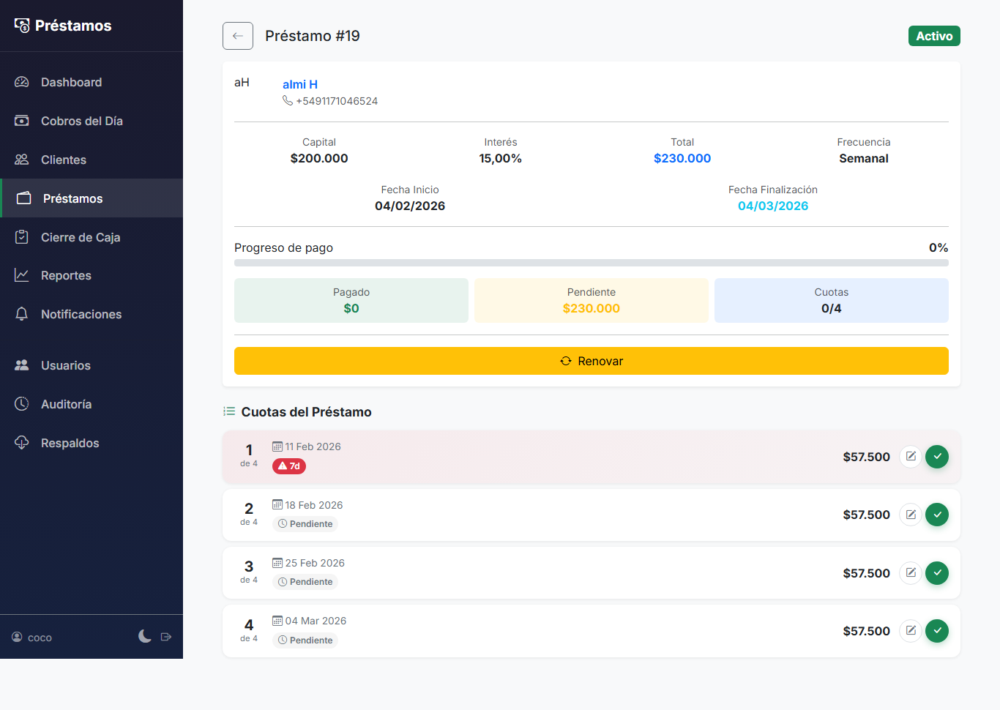 Préstamos
Dashboard
Cobros del Día
Clientes
Préstamos
Cierre de Caja
Reportes
Notificaciones
Usuarios
Auditoría
Respaldos
coco
Préstamo #19
Activo
aH
almi H
+5491171046524
Capital
$200.000
Interés
15,00%
Total
$230.000
Frecuencia
Semanal
Fecha Inicio
04/02/2026
Fecha Finalización
04/03/2026
Progreso de pago 0%
Pagado
$0
Pendiente
$230.000
Cuotas
0/4
Renovar
Cuotas del Préstamo
1
de 4
11 Feb 2026
7d
$57.500
2
de 4
18 Feb 2026
Pendiente
$57.500
3
de 4
25 Feb 2026
Pendiente
$57.500
4
de 4
04 Mar 2026
Pendiente
$57.500